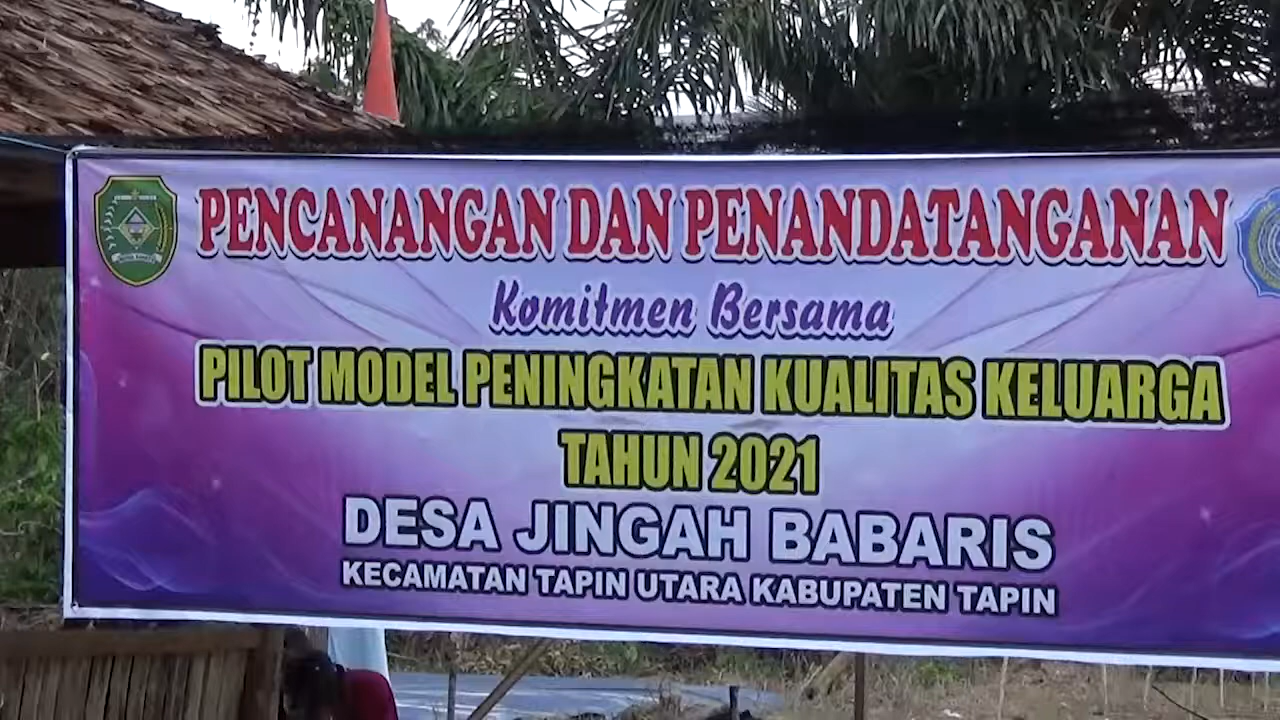 PENCANANGAN DAN PENANDATANGANAN
Komitmen Bersama
PILOT MODEL PENINGKATAN KUALITAS KELUARGA
TAHUN 2021
DESA JINGAH BABARIS
KECAMATAN TAPIN UTARA KABUPATEN TAPIN